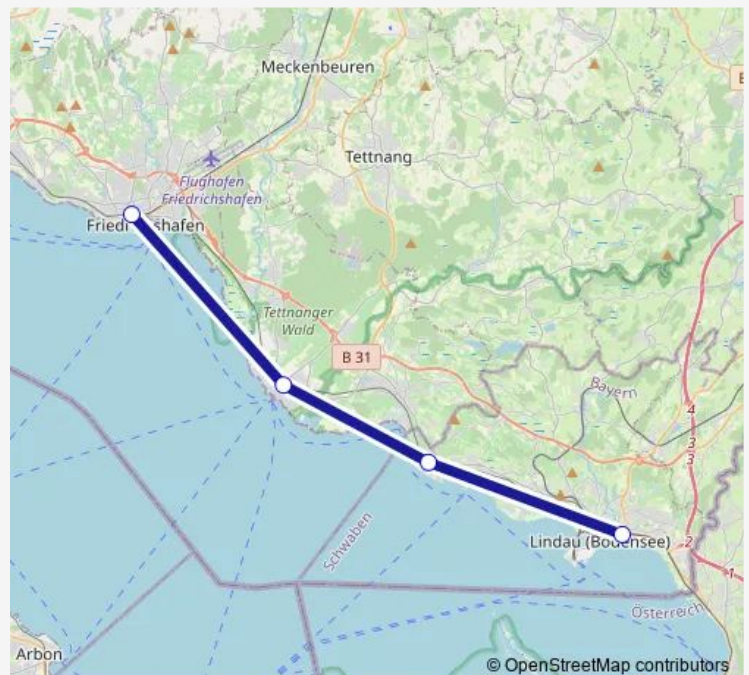 Meckenbeuren
Tettnang
Flughafen
Friedrichshafen
Friedrichshafen
Tettnanger
Wald
B 31
Bayern
4
3
3
Schwaben
Lindau (Bodensee)
2
1
Österreich
Arbon
© OpenStreetMap contributors